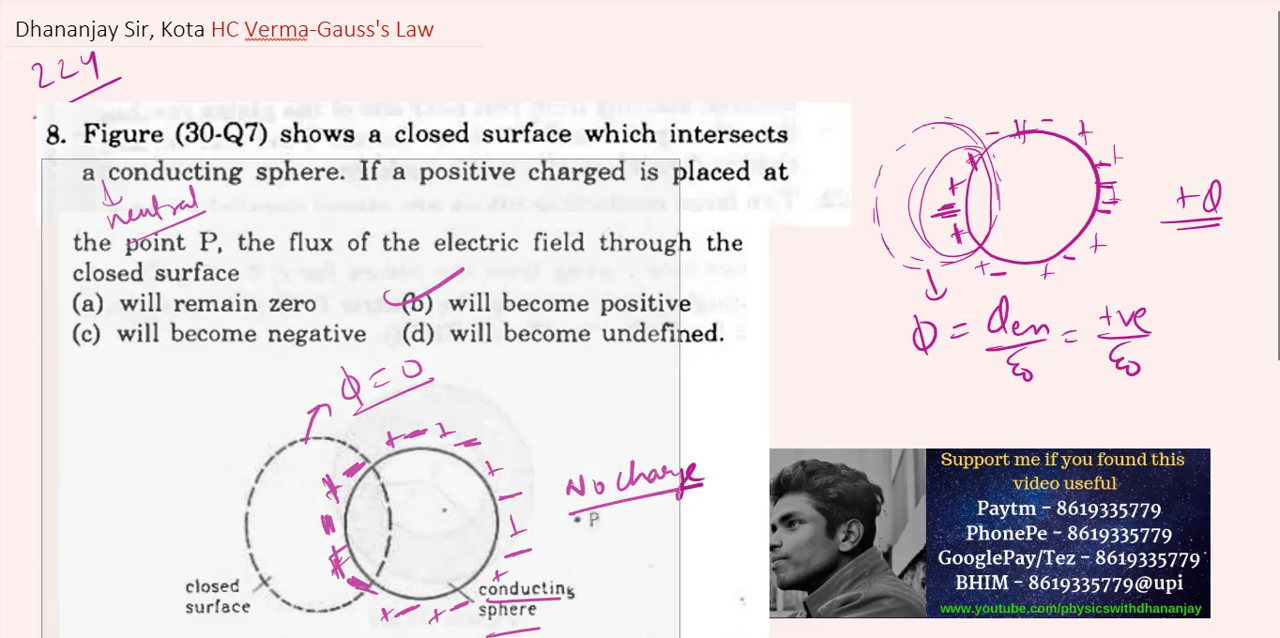 Dhananjay Sir, Kota HC Verma-Gauss's Law
224
8. Figure (30-Q7) shows a closed surface which intersects
a conducting sphere. If a positive charged is placed at
neutral
the point P, the flux of the electric field through the
closed surface
(a) will remain zero (b) will become positive
(c) will become negative (d) will become undefined.
ϕ = 0
No charge
P
closed
surface
conducting
sphere
+Q
ϕ = qen/ε0 = +ve/ε0
Support me if you found this
video useful
Paytm - 8619335779
PhonePe - 8619335779
GooglePay/Tez - 8619335779
BHIM - 8619335779@upi
www.youtube.com/physicswithdhananjay